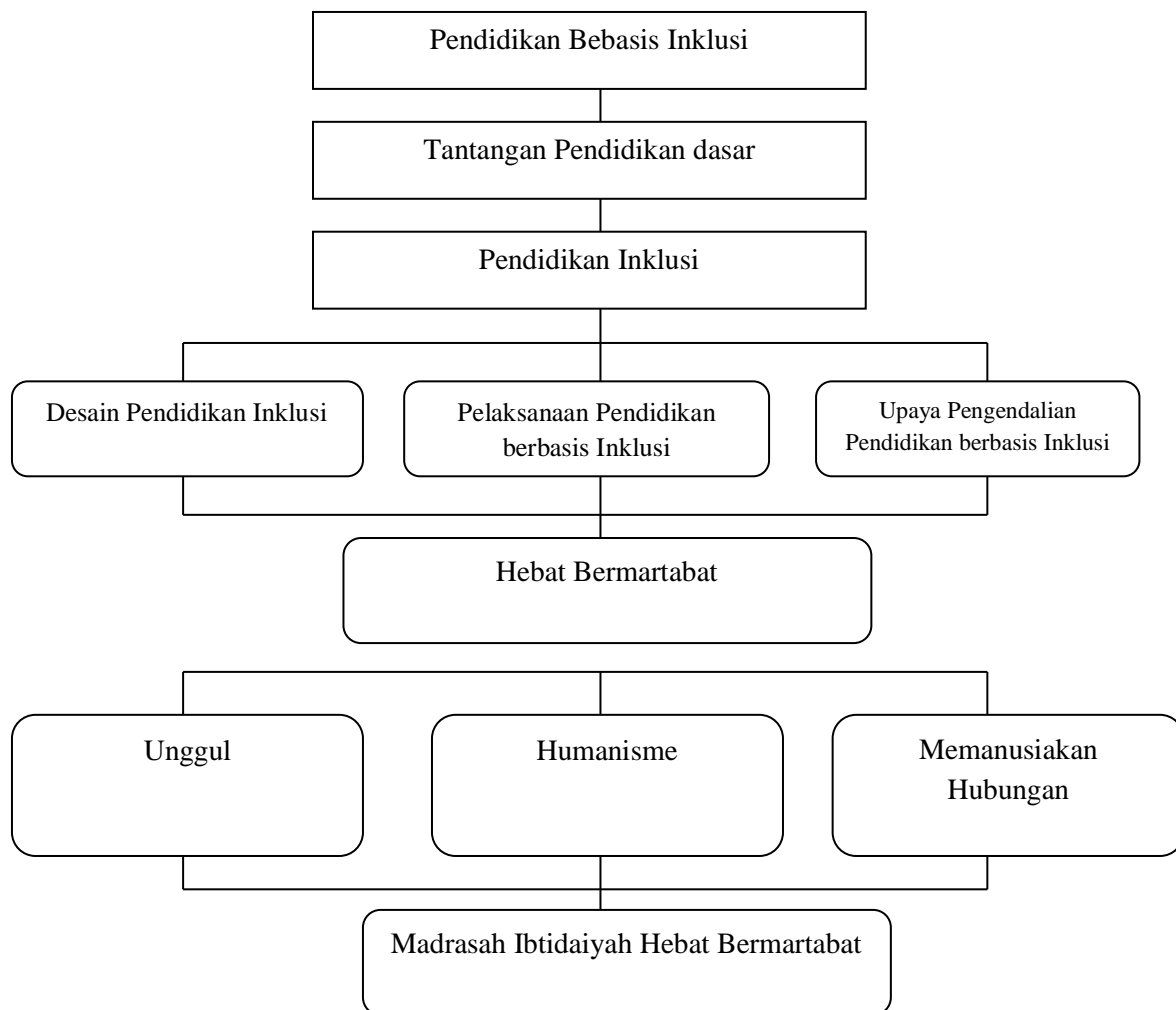 Pendidikan Bebasis Inklusi
Tantangan Pendidikan dasar
Pendidikan Inklusi
Desain Pendidikan Inklusi
Pelaksanaan Pendidikan
berbasis Inklusi
Upaya Pengendalian
Pendidikan berbasis Inklusi
Hebat Bermartabat
Unggul
Humanisme
Memanusiakan
Hubungan
Madrasah Ibtidaiyah Hebat Bermartabat